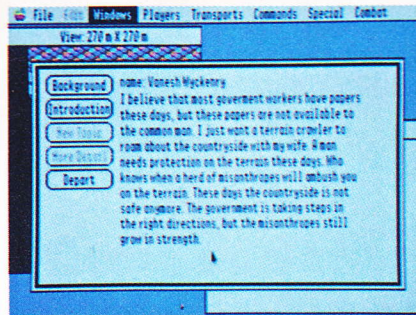 File Edit Windows Players Transports Commands Special Combat
View: 270 m X 270 m
Background
Introduction
New Topic
More Detail
Depart
name: Vanesh Wyckenry
I believe that most goverment workers have papers
these days, but these papers are not available to
the common man. I just want a terrain crawler to
roam about the countryside with my wife. A man
needs protection on the terrain these days. Who
knows when a herd of misanthropes will ambush you
on the terrain. These days the countryside is not
safe anymore. The government is taking steps in
the right directions, but the misanthropes still
grow in strength.